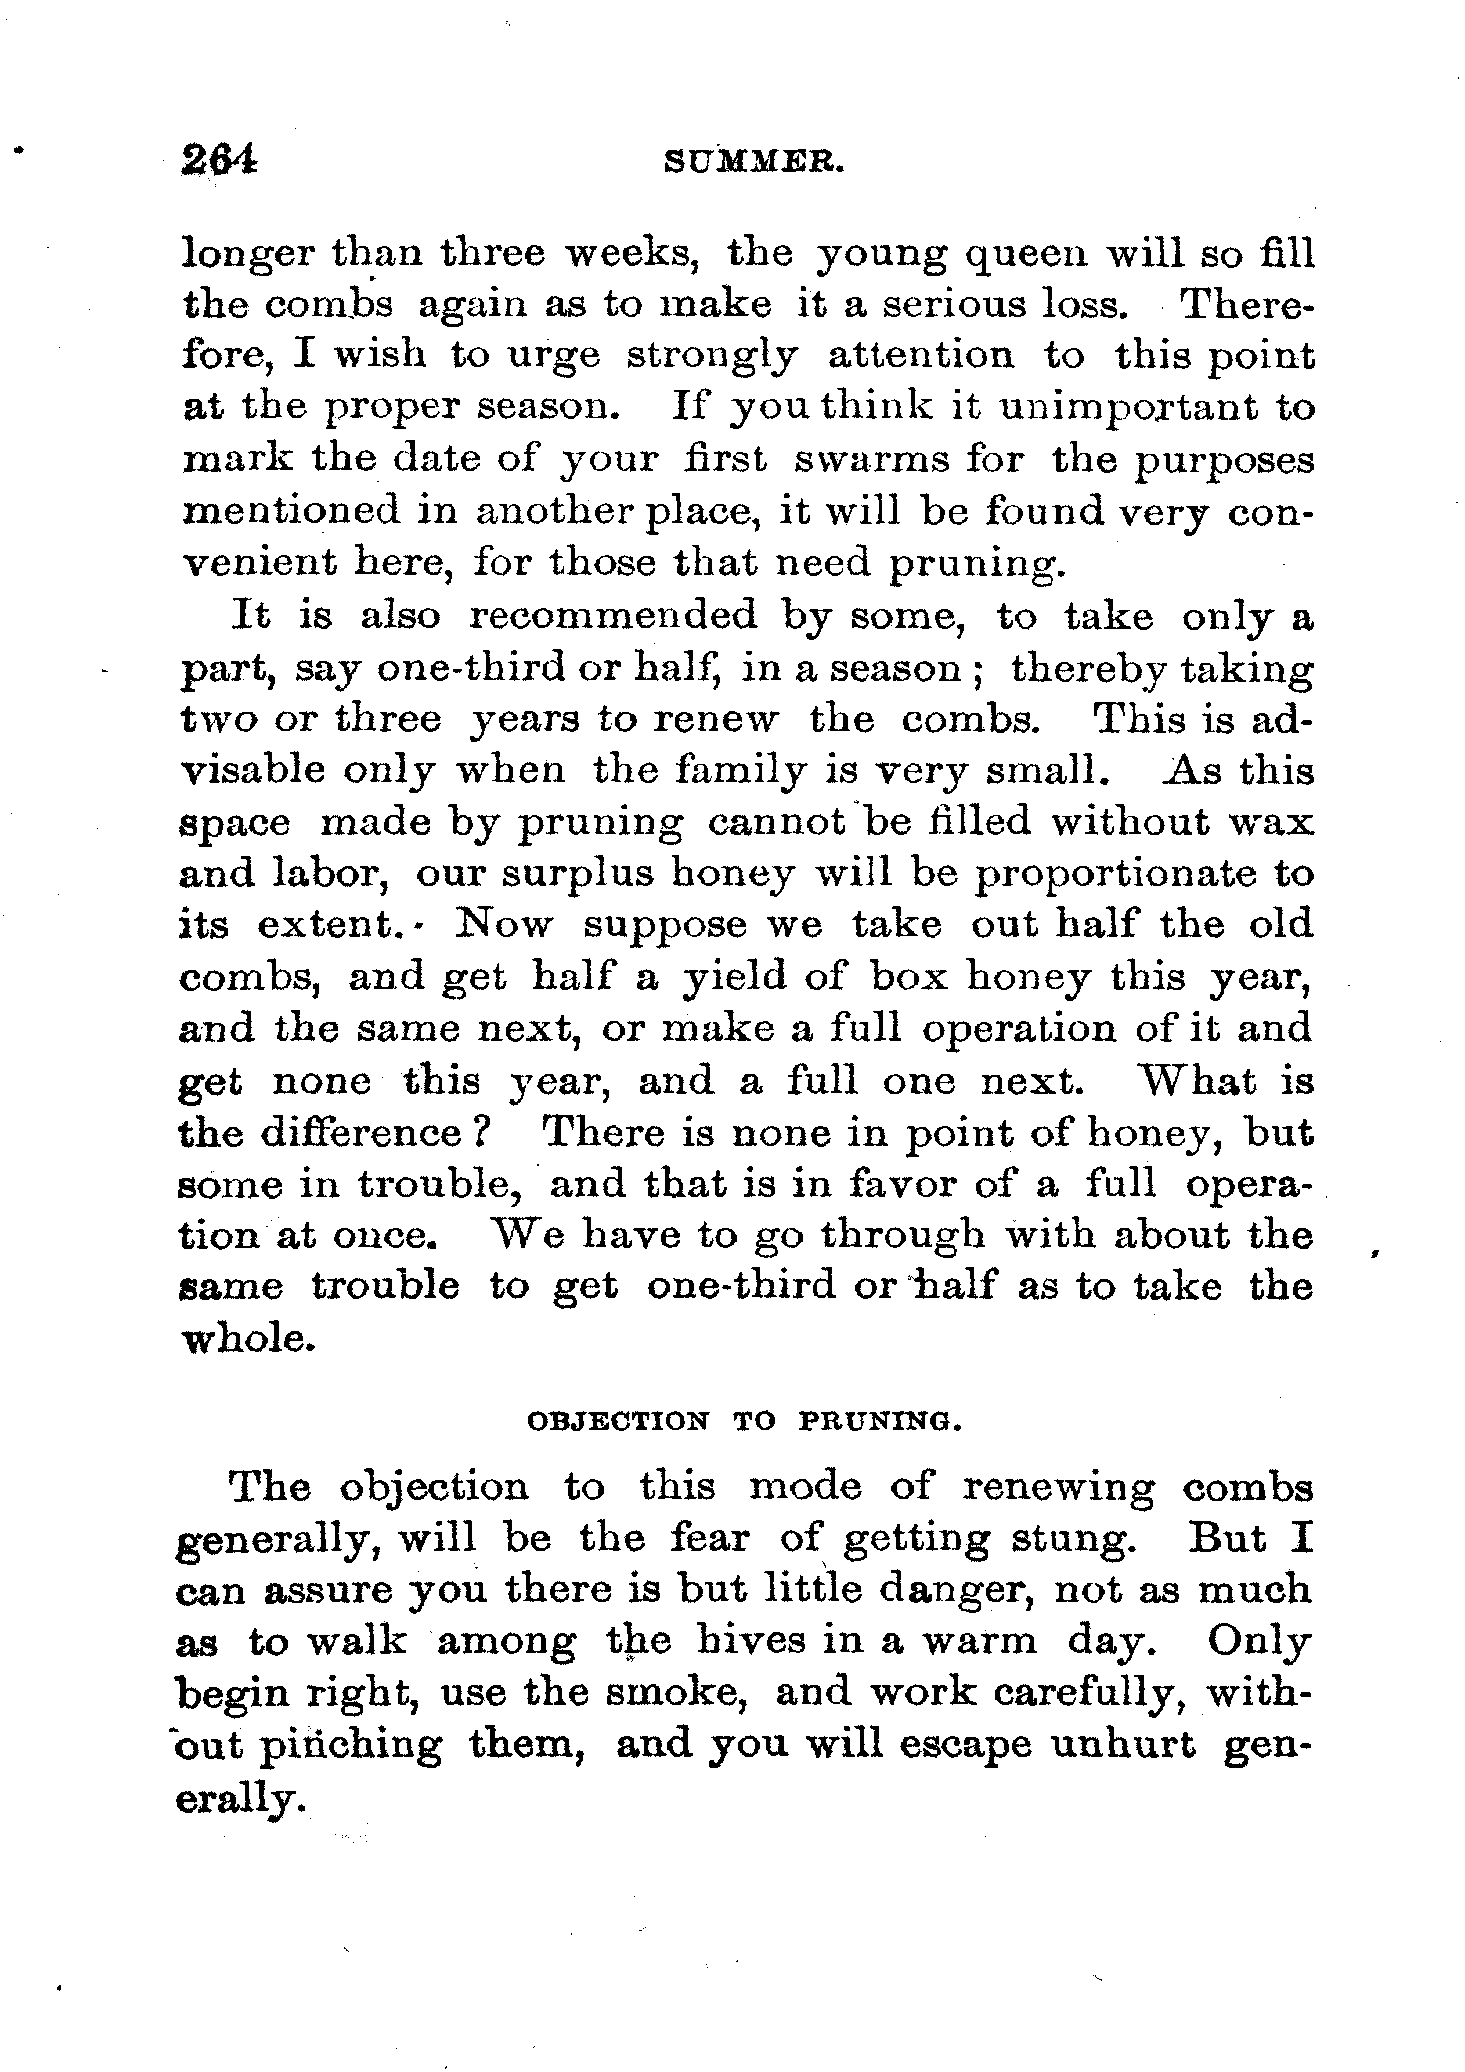 264 SUMMER.
longer than three weeks, the young queen will so fill
the combs again as to make it a serious loss. There-
fore, I wish to urge strongly attention to this point
at the proper season. If you think it unimportant to
mark the date of your first swarms for the purposes
mentioned in another place, it will be found very con-
venient here, for those that need pruning.
It is also recommended by some, to take only a
part, say one-third or half, in a season; thereby taking
two or three years to renew the combs. This is ad-
visable only when the family is very small. As this
space made by pruning cannot be filled without wax
and labor, our surplus honey will be proportionate to
its extent. Now suppose we take out half the old
combs, and get half a yield of box honey this year,
and the same next, or make a full operation of it and
get none this year, and a full one next. What is
the difference? There is none in point of honey, but
some in trouble, and that is in favor of a full opera-
tion at once. We have to go through with about the
same trouble to get one-third or half as to take the
whole.
OBJECTION TO PRUNING.
The objection to this mode of renewing combs
generally, will be the fear of getting stung. But I
can assure you there is but little danger, not as much
as to walk among the hives in a warm day. Only
begin right, use the smoke, and work carefully, with-
out pinching them, and you will escape unhurt gen-
erally.